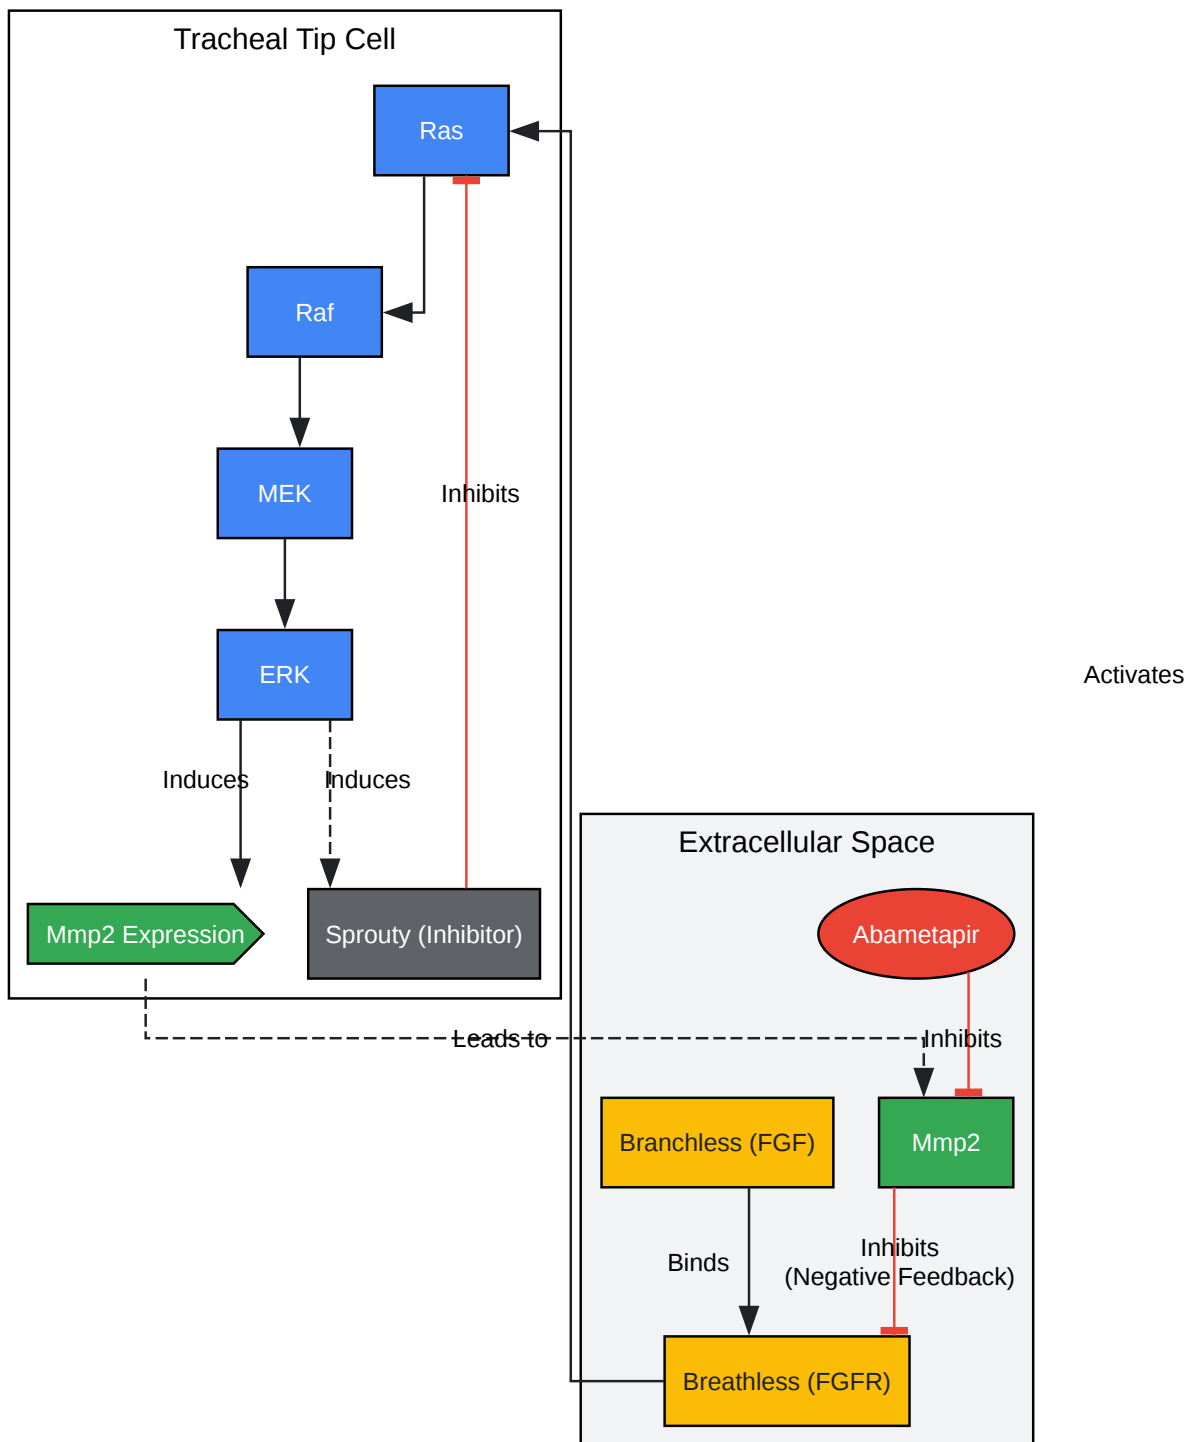 Tracheal Tip Cell
Ras
Raf
MEK
Inhibits
ERK
Activates
Induces
Induces
Extracellular Space
Mmp2 Expression
Sprouty (Inhibitor)
Abametapir
Leads to
Inhibits
Branchless (FGF)
Mmp2
Binds
Inhibits
(Negative Feedback)
Breathless (FGFR)